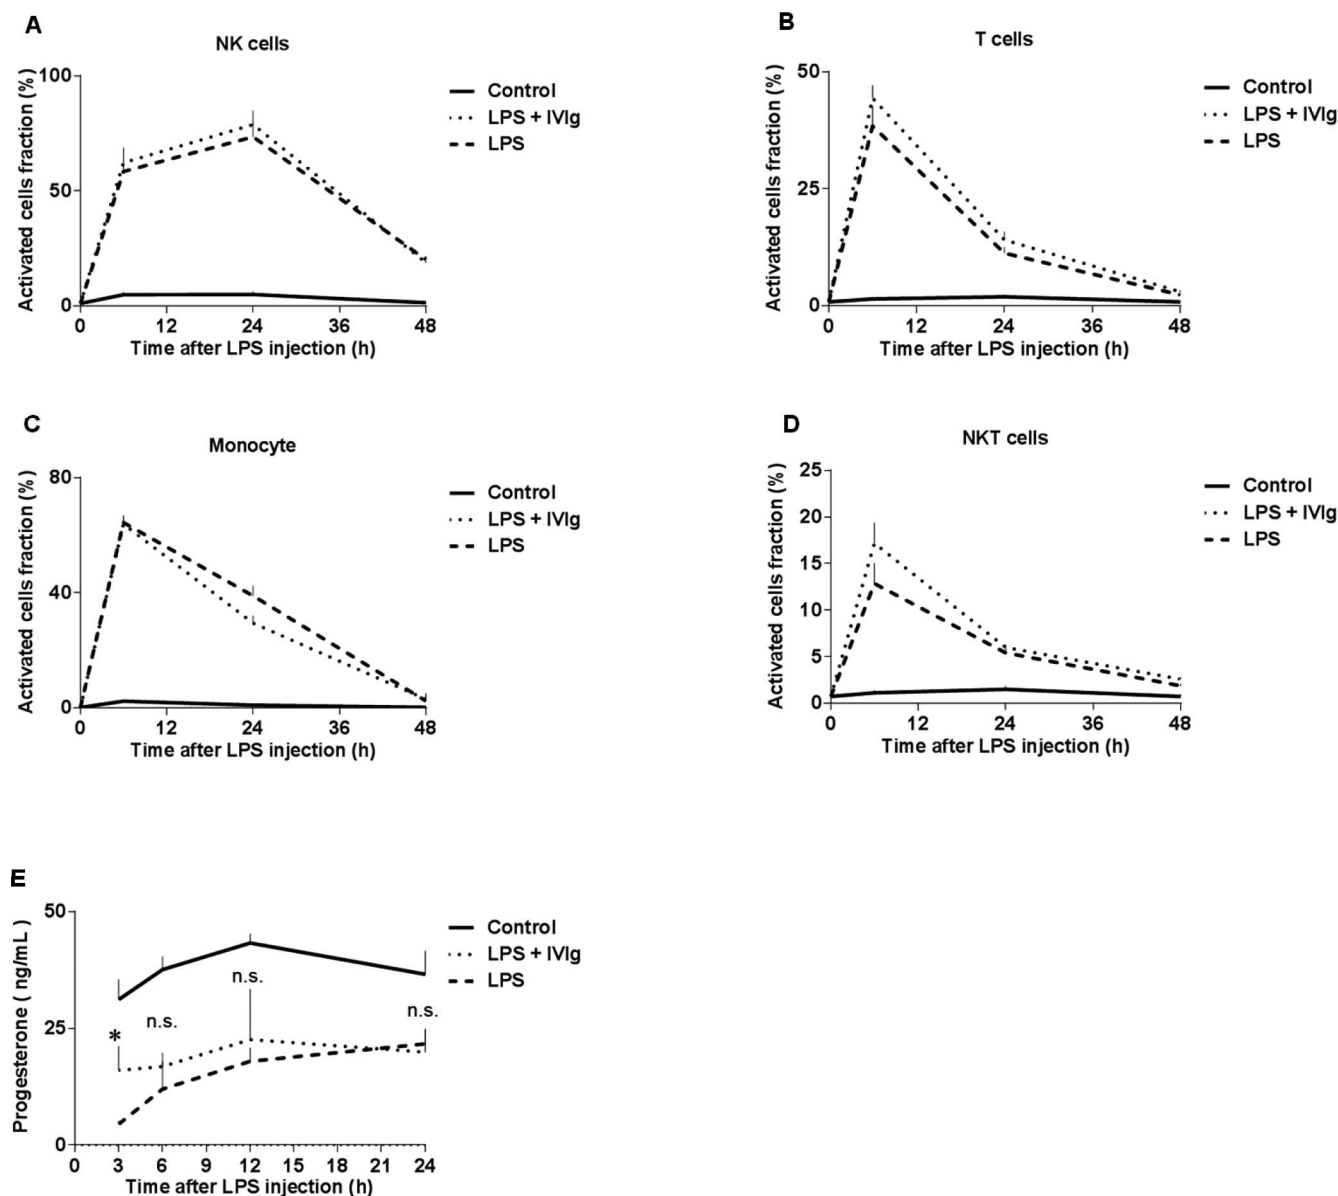 A
NK cells
Activated cells fraction (%)
100
50
0
0 12 24 36 48
Time after LPS injection (h)
Control
LPS + IVIg
LPS
B
T cells
Activated cells fraction (%)
50
25
0
0 12 24 36 48
Time after LPS injection (h)
Control
LPS + IVIg
LPS
C
Monocyte
Activated cells fraction (%)
80
40
0
0 12 24 36 48
Time after LPS injection (h)
Control
LPS + IVIg
LPS
D
NKT cells
Activated cells fraction (%)
25
20
15
10
5
0
0 12 24 36 48
Time after LPS injection (h)
Control
LPS + IVIg
LPS
E
Progesterone ( ng/mL )
50
25
0
*
n.s.
n.s.
n.s.
0 3 6 9 12 15 18 21 24
Time after LPS injection (h)
Control
LPS + IVIg
LPS